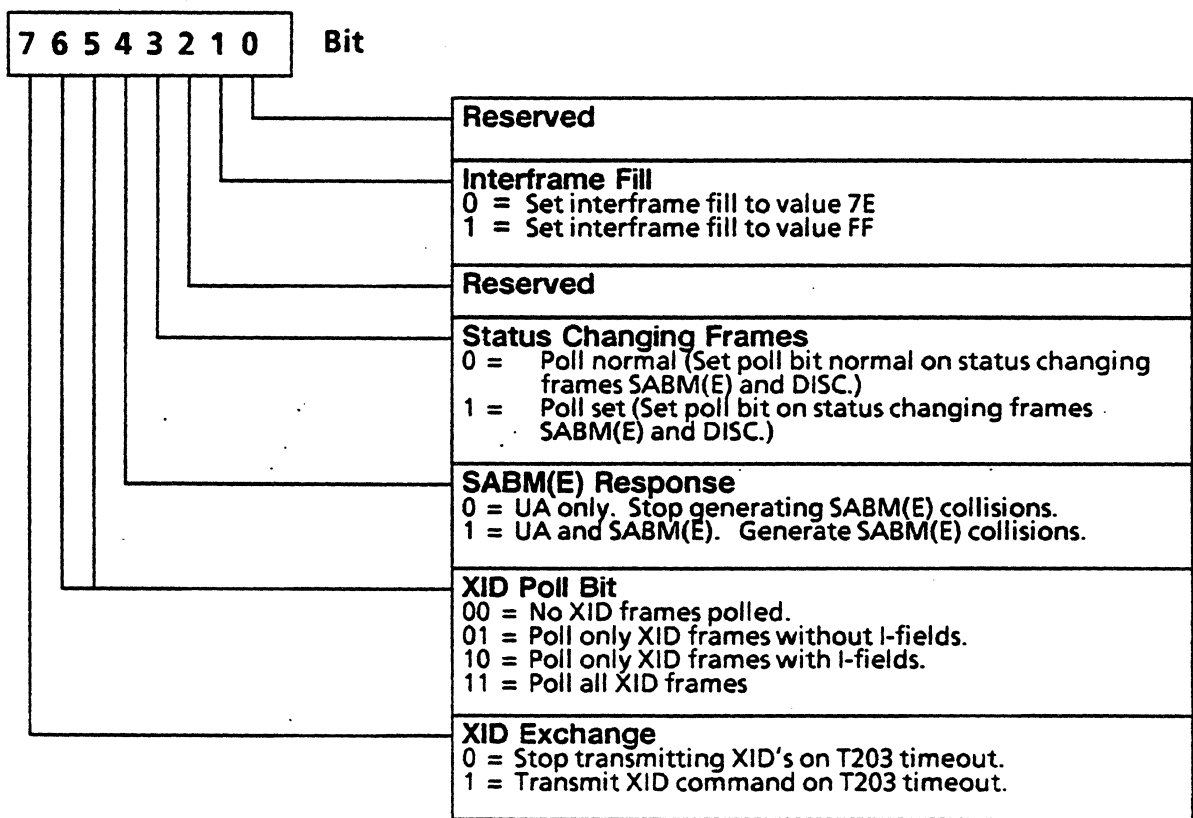 7 6 5 4 3 2 1 0 Bit
Reserved
Interframe Fill
0 = Set interframe fill to value 7E
1 = Set interframe fill to value FF
Reserved
Status Changing Frames
0 = Poll normal (Set poll bit normal on status changing
frames SABM(E) and DISC.)
1 = Poll set (Set poll bit on status changing frames
SABM(E) and DISC.)
SABM(E) Response
0 = UA only. Stop generating SABM(E) collisions.
1 = UA and SABM(E). Generate SABM(E) collisions.
XID Poll Bit
00 = No XID frames polled.
01 = Poll only XID frames without I-fields.
10 = Poll only XID frames with I-fields.
11 = Poll all XID frames
XID Exchange
0 = Stop transmitting XID's on T203 timeout.
1 = Transmit XID command on T203 timeout.